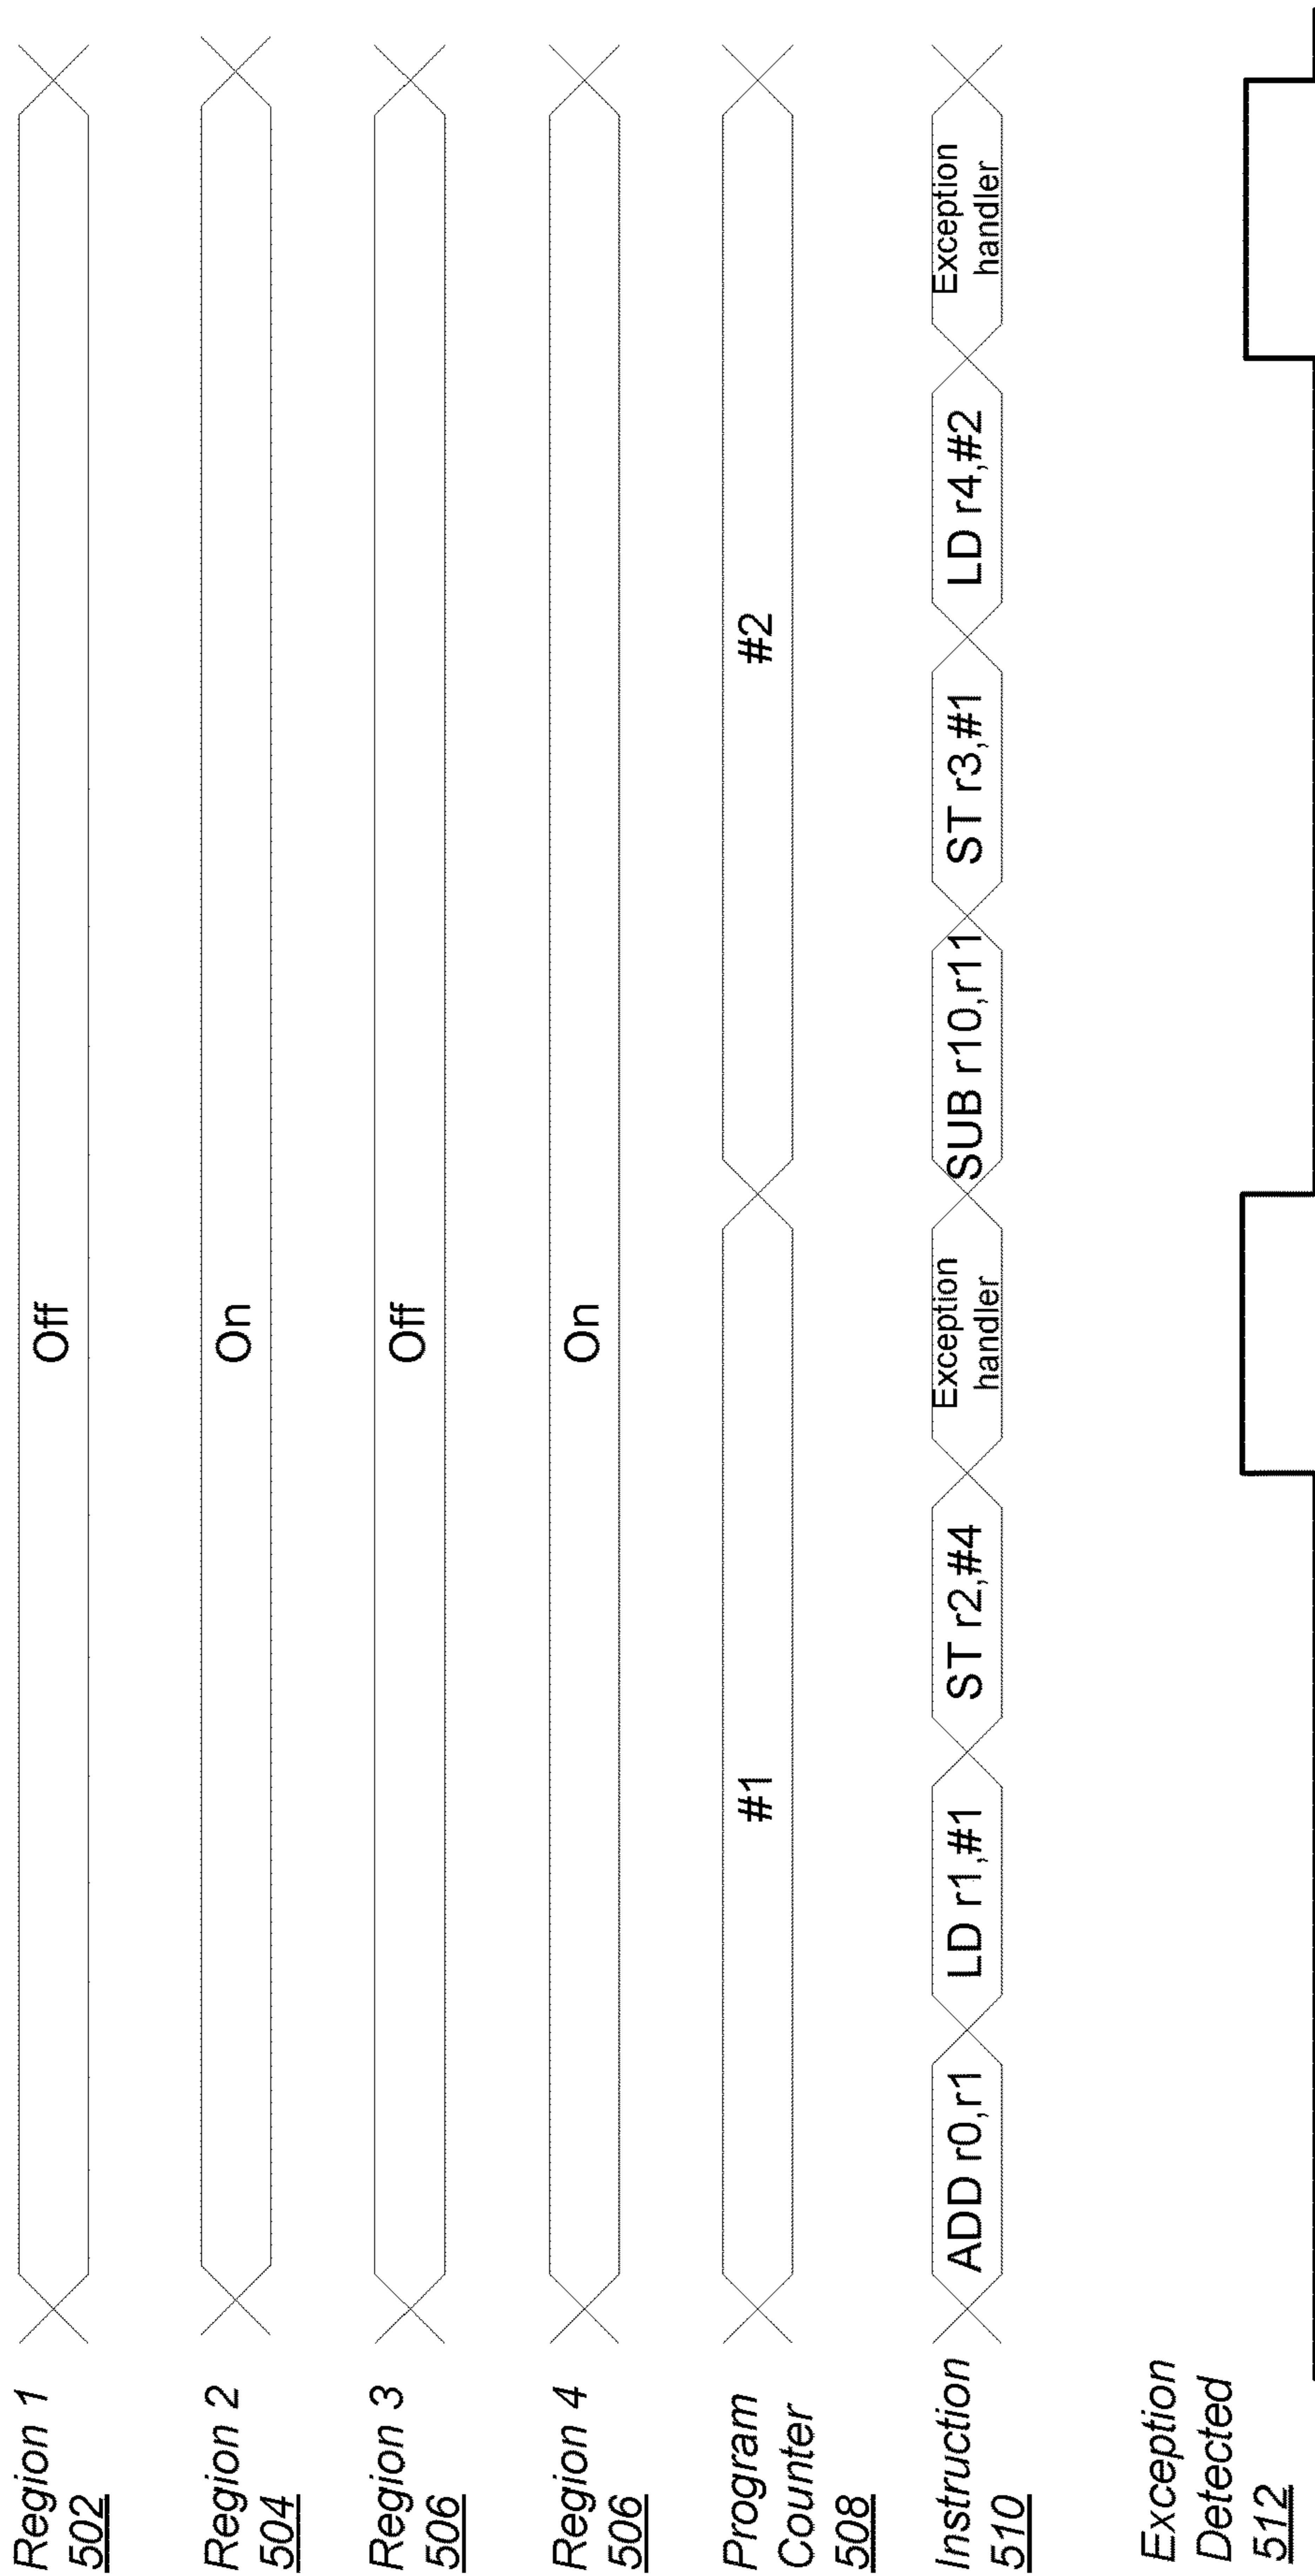 Region 1
502
Off
Region 2
504
On
Region 3
506
Off
Region 4
506
On
Program
Counter
508
#1
#2
Instruction
510
ADD r0,r1
LD r1,#1
ST r2,#4
Exception
handler
SUB r10,r11
ST r3,#1
LD r4,#2
Exception
handler
Exception
Detected
512